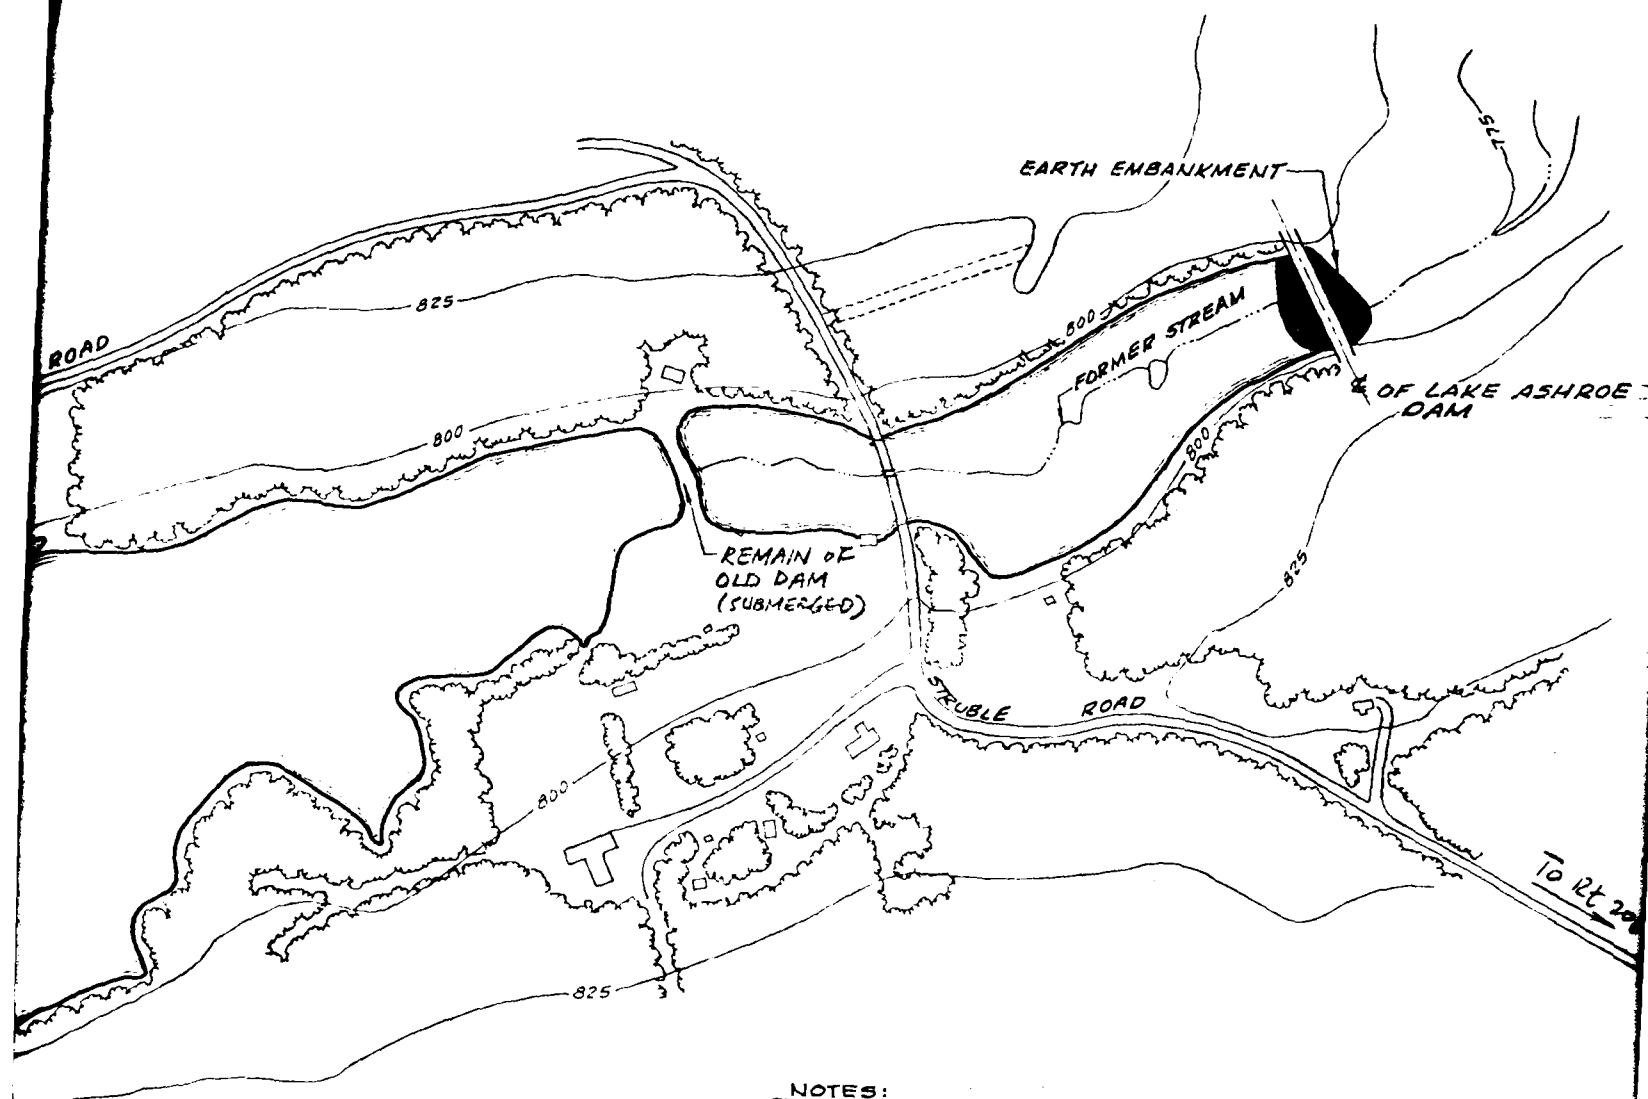 775
EARTH EMBANKMENT
825
ROAD
800
FORMER STREAM
℄ OF LAKE ASHROE
DAM
800
800
REMAIN OF
OLD DAM
(SUBMERGED)
825
STRUBLE ROAD
800
To Rt 20
825
NOTES: